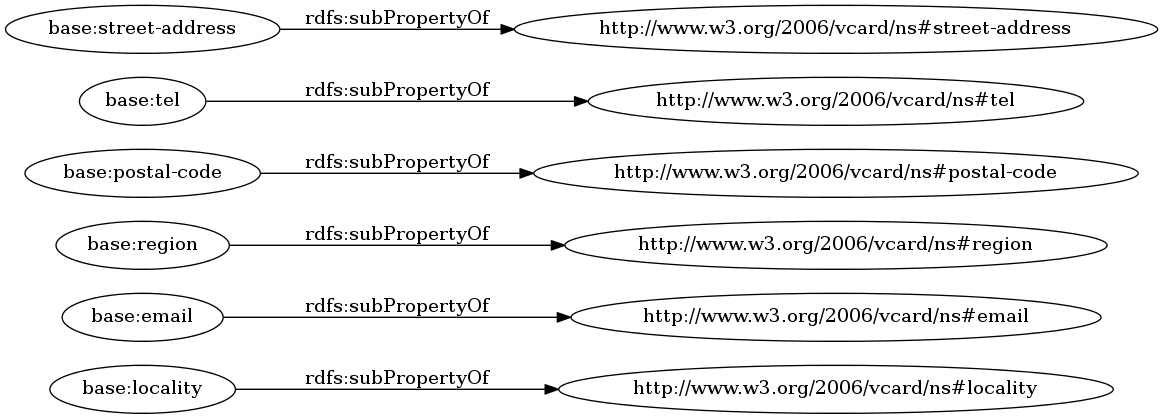 base:street-address rdfs:subPropertyOf http://www.w3.org/2006/vcard/ns#street-address
base:tel rdfs:subPropertyOf http://www.w3.org/2006/vcard/ns#tel
base:postal-code rdfs:subPropertyOf http://www.w3.org/2006/vcard/ns#postal-code
base:region rdfs:subPropertyOf http://www.w3.org/2006/vcard/ns#region
base:email rdfs:subPropertyOf http://www.w3.org/2006/vcard/ns#email
base:locality rdfs:subPropertyOf http://www.w3.org/2006/vcard/ns#locality